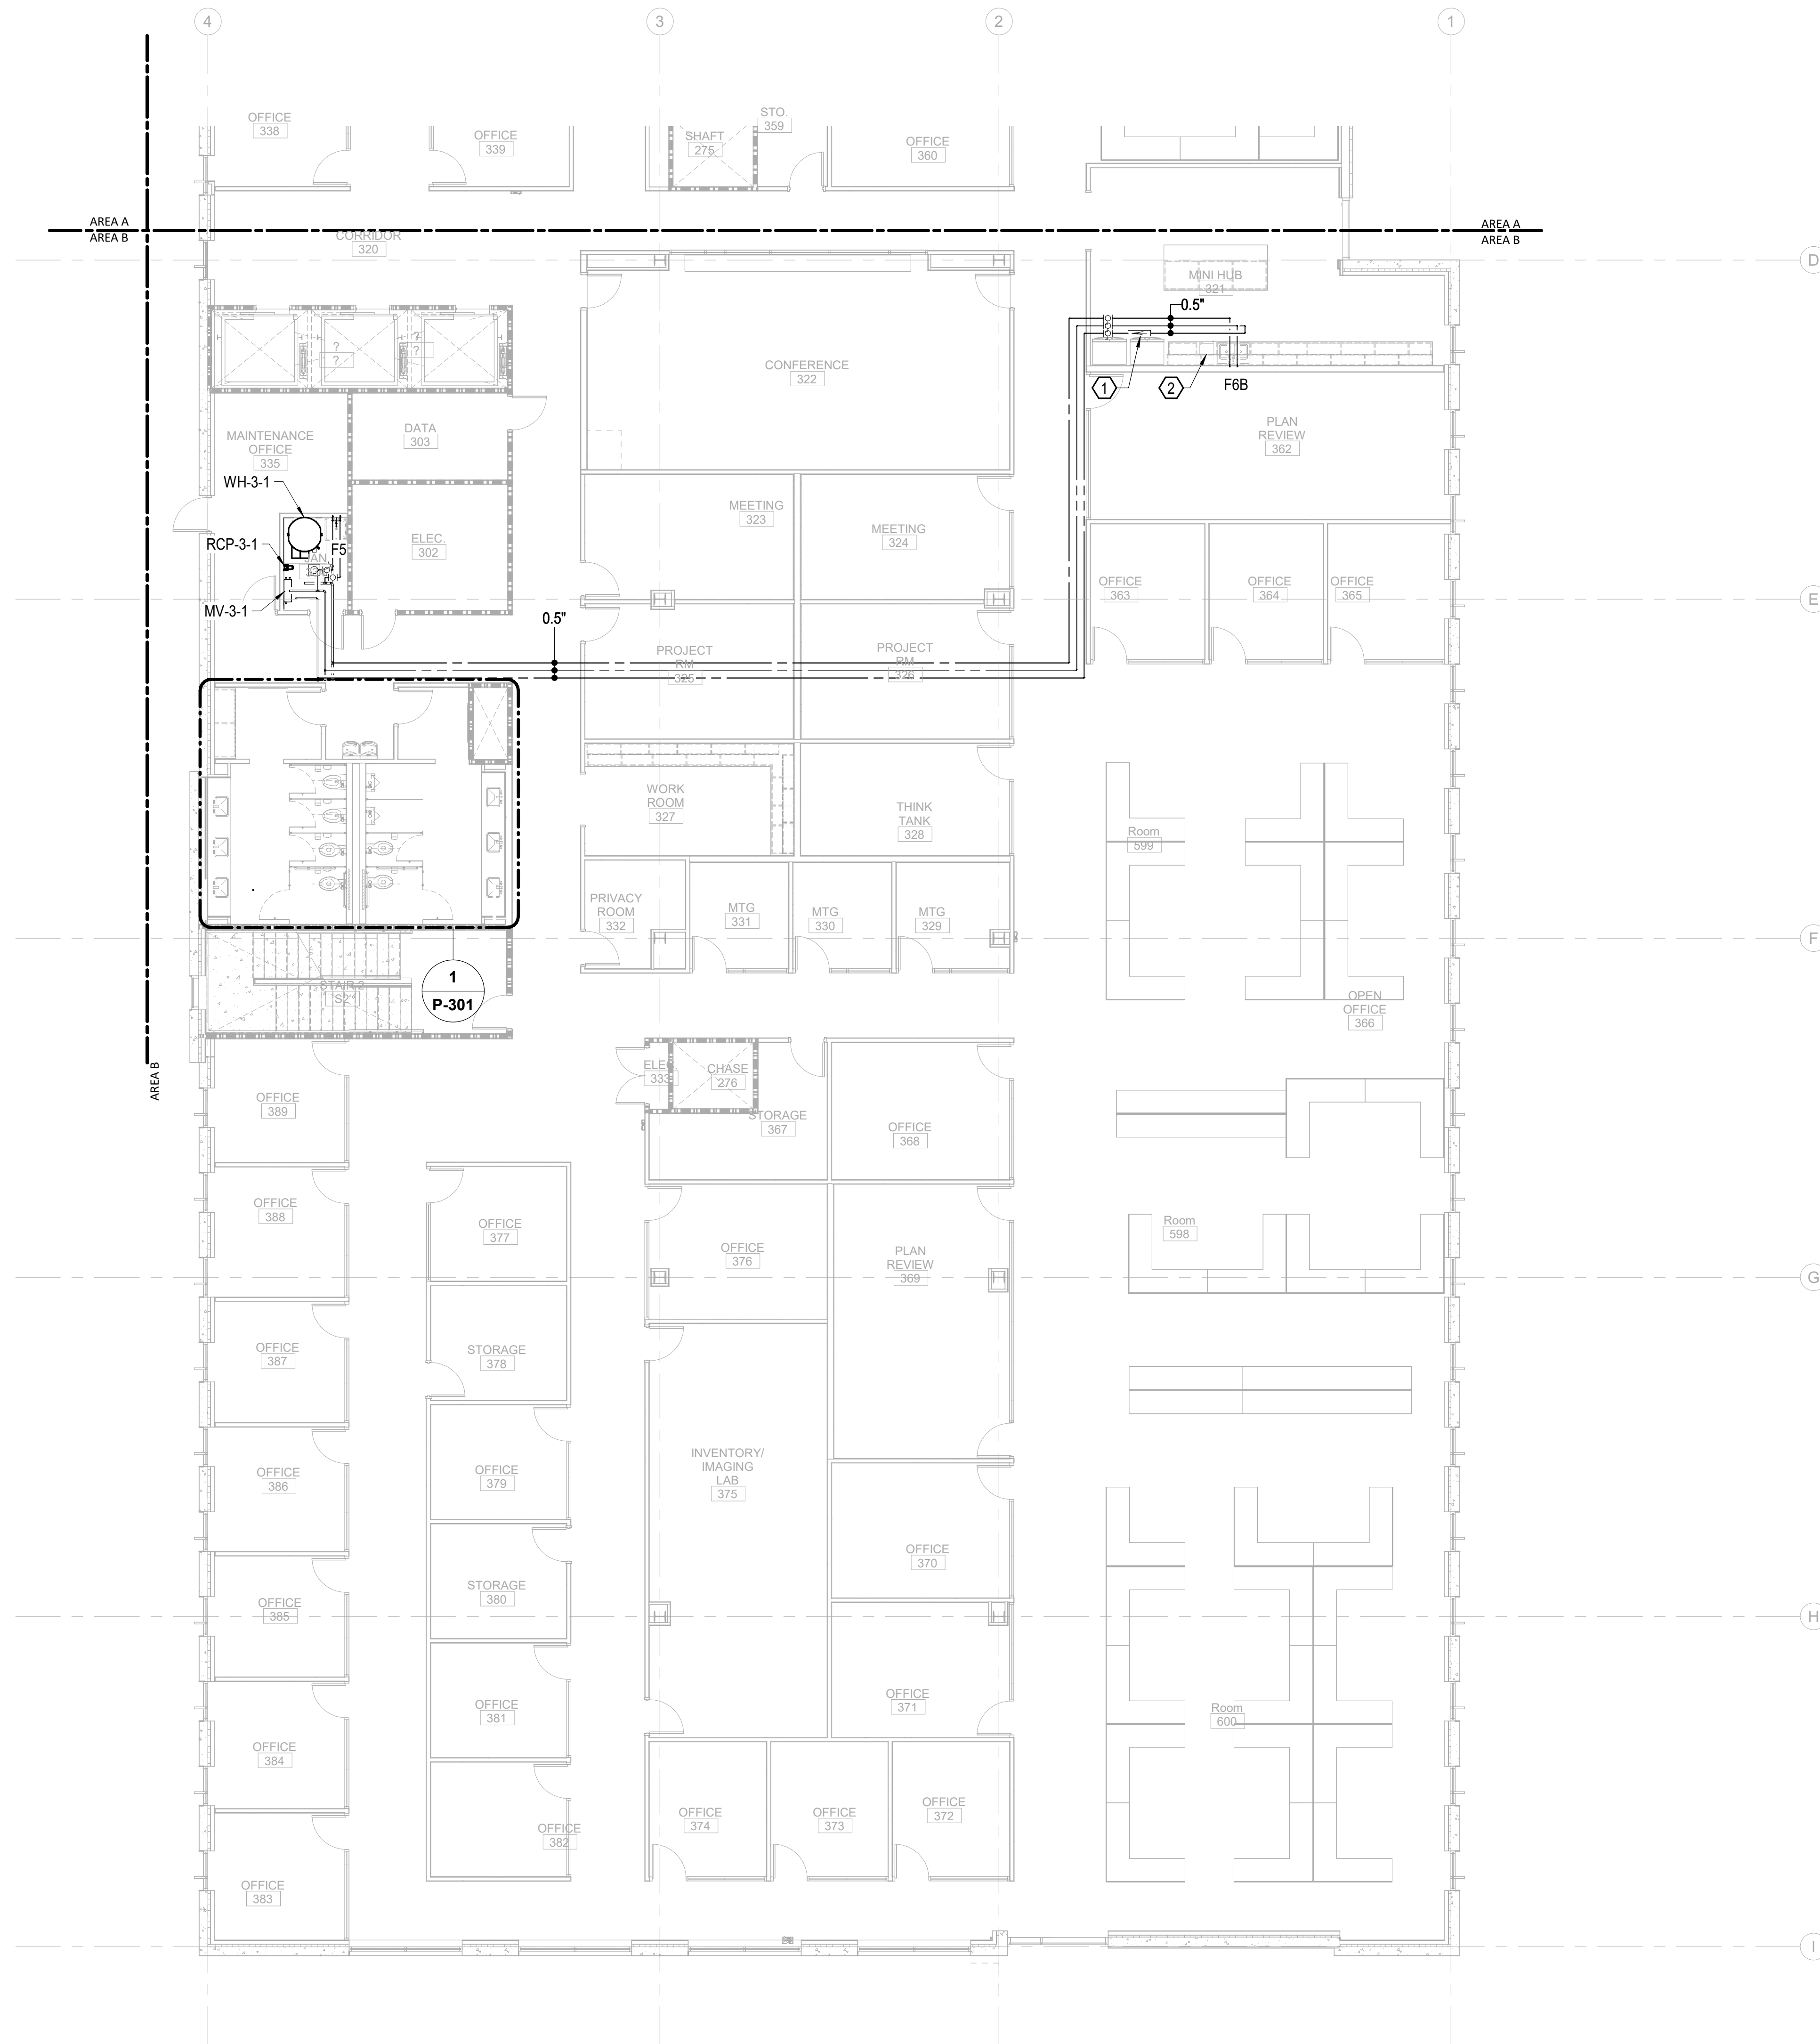 4
3
2
1
OFFICE
338
OFFICE
339
SHAFT
275
STO.
359
OFFICE
360
AREA A
AREA B
AREA A
AREA B
CORRIDOR
320
D
MINI HUB
321
0.5"
?
?
?
?
CONFERENCE
322
1
2
F6B
MAINTENANCE
OFFICE
335
DATA
303
PLAN
REVIEW
362
WH-3-1
MEETING
323
MEETING
324
RCP-3-1
F5
JAN
ELEC.
302
MV-3-1
OFFICE
363
OFFICE
364
OFFICE
365
E
0.5"
PROJECT
RM
325
PROJECT
RM
326
WORK
ROOM
327
THINK
TANK
328
Room
599
PRIVACY
ROOM
332
MTG
331
MTG
330
MTG
329
F
1
P-301
STAIR 2
S2
OPEN
OFFICE
366
AREA B
ELEC.
333
CHASE
276
STORAGE
367
OFFICE
368
OFFICE
389
OFFICE
388
OFFICE
377
OFFICE
376
PLAN
REVIEW
369
Room
598
G
OFFICE
387
STORAGE
378
OFFICE
386
OFFICE
379
INVENTORY/
IMAGING
LAB
375
OFFICE
370
OFFICE
385
STORAGE
380
H
OFFICE
381
OFFICE
371
Room
600
OFFICE
384
OFFICE
374
OFFICE
373
OFFICE
372
OFFICE
382
OFFICE
383
I